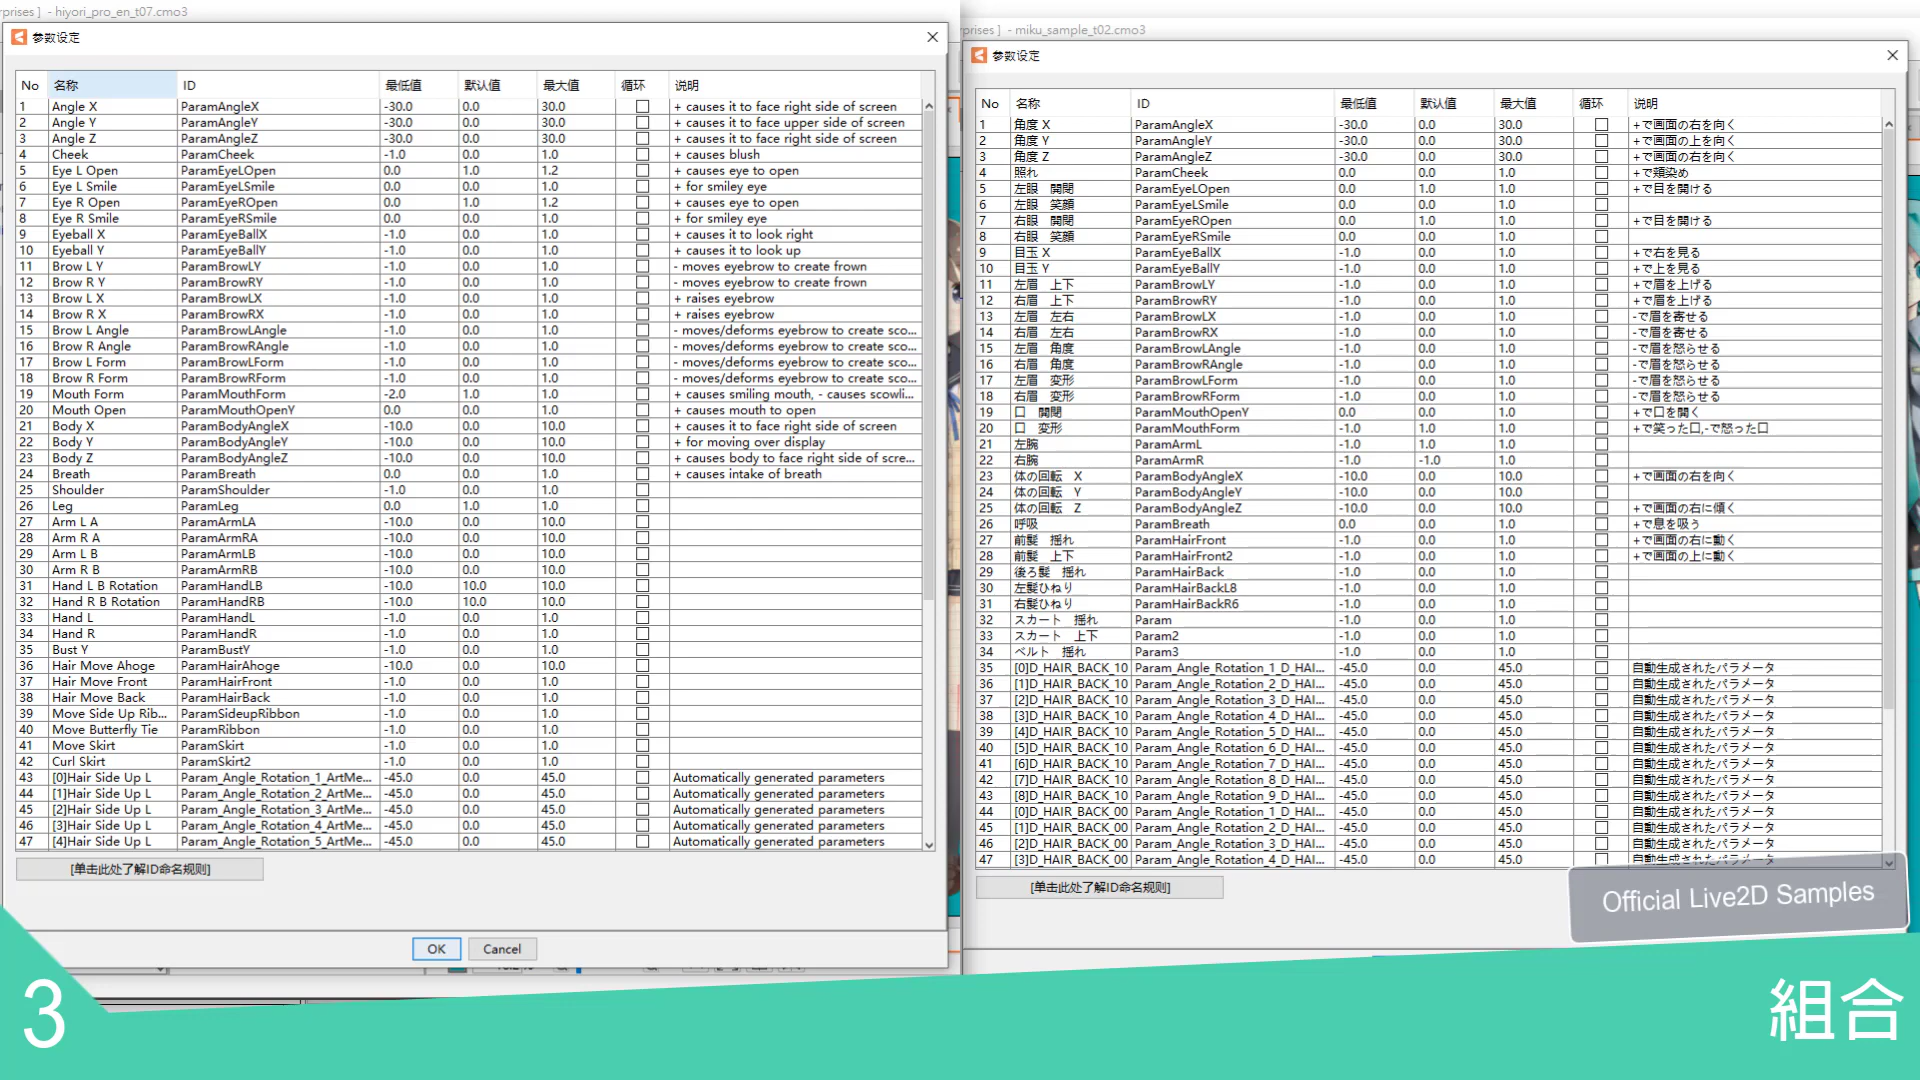 prises ] - hiyori_pro_en_t07.cmo3
参数设定
No 名称 ID 最低值 默认值 最大值 循环 说明
1 Angle X ParamAngleX -30.0 0.0 30.0 + causes it to face right side of screen
2 Angle Y ParamAngleY -30.0 0.0 30.0 + causes it to face upper side of screen
3 Angle Z ParamAngleZ -30.0 0.0 30.0 + causes it to face right side of screen
4 Cheek ParamCheek -1.0 0.0 1.0 + causes blush
5 Eye L Open ParamEyeLOpen 0.0 1.0 1.2 + causes eye to open
6 Eye L Smile ParamEyeLSmile 0.0 0.0 1.0 + for smiley eye
7 Eye R Open ParamEyeROpen 0.0 1.0 1.2 + causes eye to open
8 Eye R Smile ParamEyeRSmile 0.0 0.0 1.0 + for smiley eye
9 Eyeball X ParamEyeBallX -1.0 0.0 1.0 + causes it to look right
10 Eyeball Y ParamEyeBallY -1.0 0.0 1.0 + causes it to look up
11 Brow L Y ParamBrowLY -1.0 0.0 1.0 - moves eyebrow to create frown
12 Brow R Y ParamBrowRY -1.0 0.0 1.0 - moves eyebrow to create frown
13 Brow L X ParamBrowLX -1.0 0.0 1.0 + raises eyebrow
14 Brow R X ParamBrowRX -1.0 0.0 1.0 + raises eyebrow
15 Brow L Angle ParamBrowLAngle -1.0 0.0 1.0 - moves/deforms eyebrow to create sco...
16 Brow R Angle ParamBrowRAngle -1.0 0.0 1.0 - moves/deforms eyebrow to create sco...
17 Brow L Form ParamBrowLForm -1.0 0.0 1.0 - moves/deforms eyebrow to create sco...
18 Brow R Form ParamBrowRForm -1.0 0.0 1.0 - moves/deforms eyebrow to create sco...
19 Mouth Form ParamMouthForm -2.0 1.0 1.0 + causes smiling mouth, - causes scowli...
20 Mouth Open ParamMouthOpenY 0.0 0.0 1.0 + causes mouth to open
21 Body X ParamBodyAngleX -10.0 0.0 10.0 + causes it to face right side of screen
22 Body Y ParamBodyAngleY -10.0 0.0 10.0 + for moving over display
23 Body Z ParamBodyAngleZ -10.0 0.0 10.0 + causes body to face right side of scre...
24 Breath ParamBreath 0.0 0.0 1.0 + causes intake of breath
25 Shoulder ParamShoulder -1.0 0.0 1.0
26 Leg ParamLeg 0.0 1.0 1.0
27 Arm L A ParamArmLA -10.0 0.0 10.0
28 Arm R A ParamArmRA -10.0 0.0 10.0
29 Arm L B ParamArmLB -10.0 0.0 10.0
30 Arm R B ParamArmRB -10.0 0.0 10.0
31 Hand L B Rotation ParamHandLB -10.0 10.0 10.0
32 Hand R B Rotation ParamHandRB -10.0 10.0 10.0
33 Hand L ParamHandL -1.0 0.0 1.0
34 Hand R ParamHandR -1.0 0.0 1.0
35 Bust Y ParamBustY -1.0 0.0 1.0
36 Hair Move Ahoge ParamHairAhoge -10.0 0.0 10.0
37 Hair Move Front ParamHairFront -1.0 0.0 1.0
38 Hair Move Back ParamHairBack -1.0 0.0 1.0
39 Move Side Up Rib... ParamSideupRibbon -1.0 0.0 1.0
40 Move Butterfly Tie ParamRibbon -1.0 0.0 1.0
41 Move Skirt ParamSkirt -1.0 0.0 1.0
42 Curl Skirt ParamSkirt2 -1.0 0.0 1.0
43 [0]Hair Side Up L Param_Angle_Rotation_1_ArtMe... -45.0 0.0 45.0 Automatically generated parameters
44 [1]Hair Side Up L Param_Angle_Rotation_2_ArtMe... -45.0 0.0 45.0 Automatically generated parameters
45 [2]Hair Side Up L Param_Angle_Rotation_3_ArtMe... -45.0 0.0 45.0 Automatically generated parameters
46 [3]Hair Side Up L Param_Angle_Rotation_4_ArtMe... -45.0 0.0 45.0 Automatically generated parameters
47 [4]Hair Side Up L Param_Angle_Rotation_5_ArtMe... -45.0 0.0 45.0 Automatically generated parameters
[单击此处了解ID命名规则]
OK Cancel
prises ] - miku_sample_t02.cmo3
参数设定
No 名称 ID 最低值 默认值 最大值 循环 说明
1 角度 X ParamAngleX -30.0 0.0 30.0 +で画面の右を向く
2 角度 Y ParamAngleY -30.0 0.0 30.0 +で画面の上を向く
3 角度 Z ParamAngleZ -30.0 0.0 30.0 +で画面の右を向く
4 照れ ParamCheek 0.0 0.0 1.0 +で頬染め
5 左眼 開閉 ParamEyeLOpen 0.0 1.0 1.0 +で目を開ける
6 左眼 笑顔 ParamEyeLSmile 0.0 0.0 1.0
7 右眼 開閉 ParamEyeROpen 0.0 1.0 1.0 +で目を開ける
8 右眼 笑顔 ParamEyeRSmile 0.0 0.0 1.0
9 目玉 X ParamEyeBallX -1.0 0.0 1.0 +で右を見る
10 目玉 Y ParamEyeBallY -1.0 0.0 1.0 +で上を見る
11 左眉 上下 ParamBrowLY -1.0 0.0 1.0 +で眉を上げる
12 右眉 上下 ParamBrowRY -1.0 0.0 1.0 +で眉を上げる
13 左眉 左右 ParamBrowLX -1.0 0.0 1.0 -で眉を寄せる
14 右眉 左右 ParamBrowRX -1.0 0.0 1.0 -で眉を寄せる
15 左眉 角度 ParamBrowLAngle -1.0 0.0 1.0 -で眉を怒らせる
16 右眉 角度 ParamBrowRAngle -1.0 0.0 1.0 -で眉を怒らせる
17 左眉 変形 ParamBrowLForm -1.0 0.0 1.0 -で眉を怒らせる
18 右眉 変形 ParamBrowRForm -1.0 0.0 1.0 -で眉を怒らせる
19 口 開閉 ParamMouthOpenY 0.0 0.0 1.0 +で口を開く
20 口 変形 ParamMouthForm -1.0 0.0 1.0 +で笑った口,-で怒った口
21 左腕 ParamArmL -1.0 1.0 1.0
22 右腕 ParamArmR -1.0 -1.0 1.0
23 体の回転 X ParamBodyAngleX -10.0 0.0 10.0 +で画面の右を向く
24 体の回転 Y ParamBodyAngleY -10.0 0.0 10.0
25 体の回転 Z ParamBodyAngleZ -10.0 0.0 10.0 +で画面の右に傾く
26 呼吸 ParamBreath 0.0 0.0 1.0 +で息を吸う
27 前髪 揺れ ParamHairFront -1.0 0.0 1.0 +で画面の右に動く
28 前髪 上下 ParamHairFront2 -1.0 0.0 1.0 +で画面の上に動く
29 後ろ髪 揺れ ParamHairBack -1.0 0.0 1.0
30 左髪ひねり ParamHairBackL8 -1.0 0.0 1.0
31 右髪ひねり ParamHairBackR6 -1.0 0.0 1.0
32 スカート 揺れ Param -1.0 0.0 1.0
33 スカート 上下 Param2 -1.0 0.0 1.0
34 ベルト 揺れ Param3 -1.0 0.0 1.0
35 [0]D_HAIR_BACK_10 Param_Angle_Rotation_1_D_HAI... -45.0 0.0 45.0 自動生成されたパラメータ
36 [1]D_HAIR_BACK_10 Param_Angle_Rotation_2_D_HAI... -45.0 0.0 45.0 自動生成されたパラメータ
37 [2]D_HAIR_BACK_10 Param_Angle_Rotation_3_D_HAI... -45.0 0.0 45.0 自動生成されたパラメータ
38 [3]D_HAIR_BACK_10 Param_Angle_Rotation_4_D_HAI... -45.0 0.0 45.0 自動生成されたパラメータ
39 [4]D_HAIR_BACK_10 Param_Angle_Rotation_5_D_HAI... -45.0 0.0 45.0 自動生成されたパラメータ
40 [5]D_HAIR_BACK_10 Param_Angle_Rotation_6_D_HAI... -45.0 0.0 45.0 自動生成されたパラメータ
41 [6]D_HAIR_BACK_10 Param_Angle_Rotation_7_D_HAI... -45.0 0.0 45.0 自動生成されたパラメータ
42 [7]D_HAIR_BACK_10 Param_Angle_Rotation_8_D_HAI... -45.0 0.0 45.0 自動生成されたパラメータ
43 [8]D_HAIR_BACK_10 Param_Angle_Rotation_9_D_HAI... -45.0 0.0 45.0 自動生成されたパラメータ
44 [0]D_HAIR_BACK_00 Param_Angle_Rotation_1_D_HAI... -45.0 0.0 45.0 自動生成されたパラメータ
45 [1]D_HAIR_BACK_00 Param_Angle_Rotation_2_D_HAI... -45.0 0.0 45.0 自動生成されたパラメータ
46 [2]D_HAIR_BACK_00 Param_Angle_Rotation_3_D_HAI... -45.0 0.0 45.0 自動生成されたパラメータ
47 [3]D_HAIR_BACK_00 Param_Angle_Rotation_4_D_HAI... -45.0 0.0 45.0 自動生成されたパラメータ
[单击此处了解ID命名规则]
Official Live2D Samples
3
組合